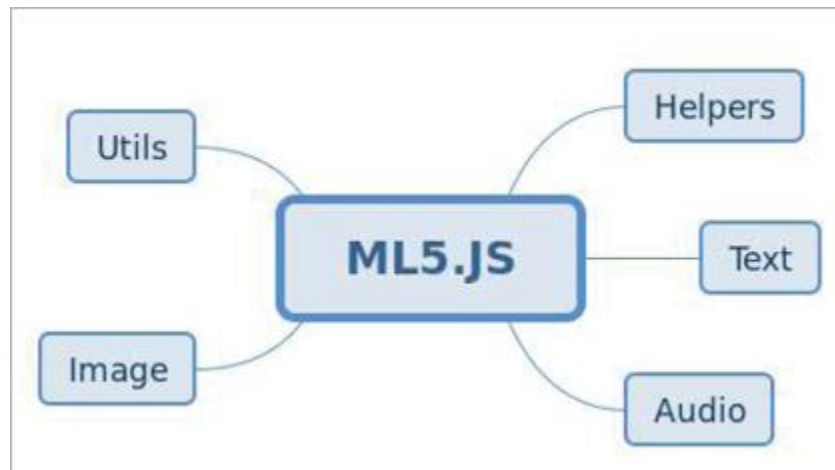 Helpers
Utils
ML5.JS
Text
Image
Audio